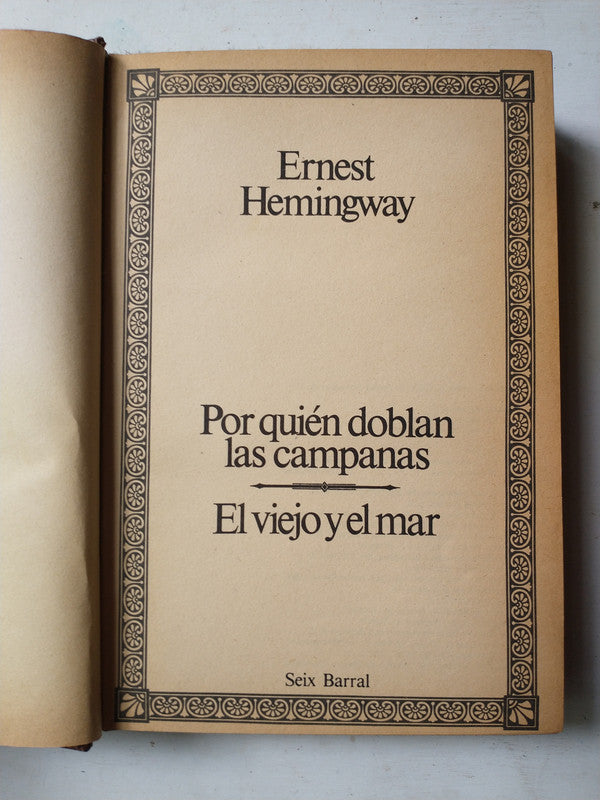 Ernest
Hemingway
Por quién doblan
las campanas
El viejo y el mar
Seix Barral